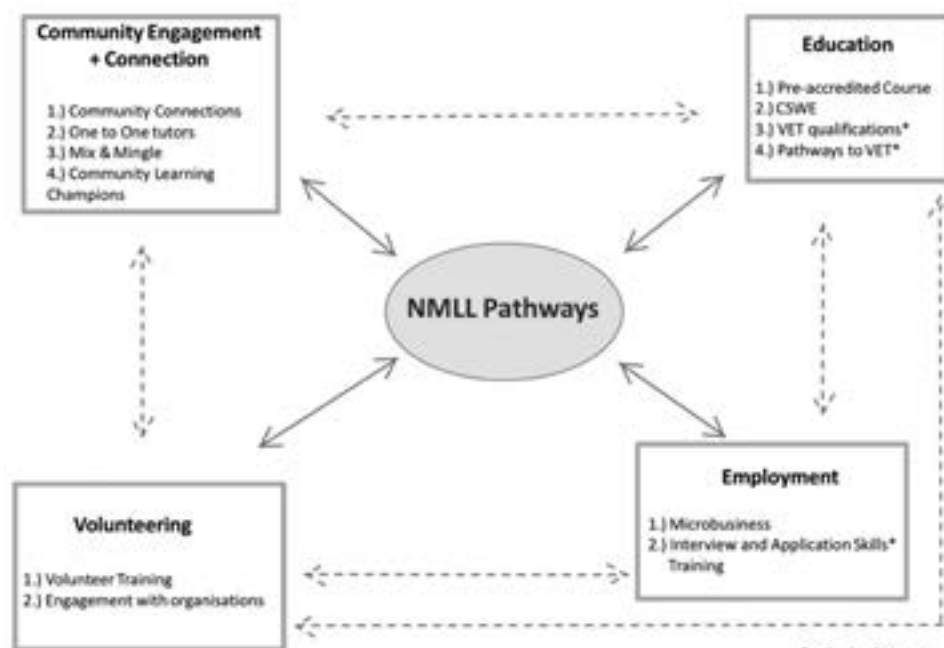 Community Engagement
+ Connection
1.) Community Connections
2.) One to One tutors
3.) Mix & Mingle
4.) Community Learning
Champions
Education
1.) Pre-accredited Course
2.) CSWE
3.) VET qualifications*
4.) Pathways to VET*
NMLL Pathways
Volunteering
1.) Volunteer Training
2.) Engagement with organisations
Employment
1.) Microbusiness
2.) Interview and Application Skills*
Training